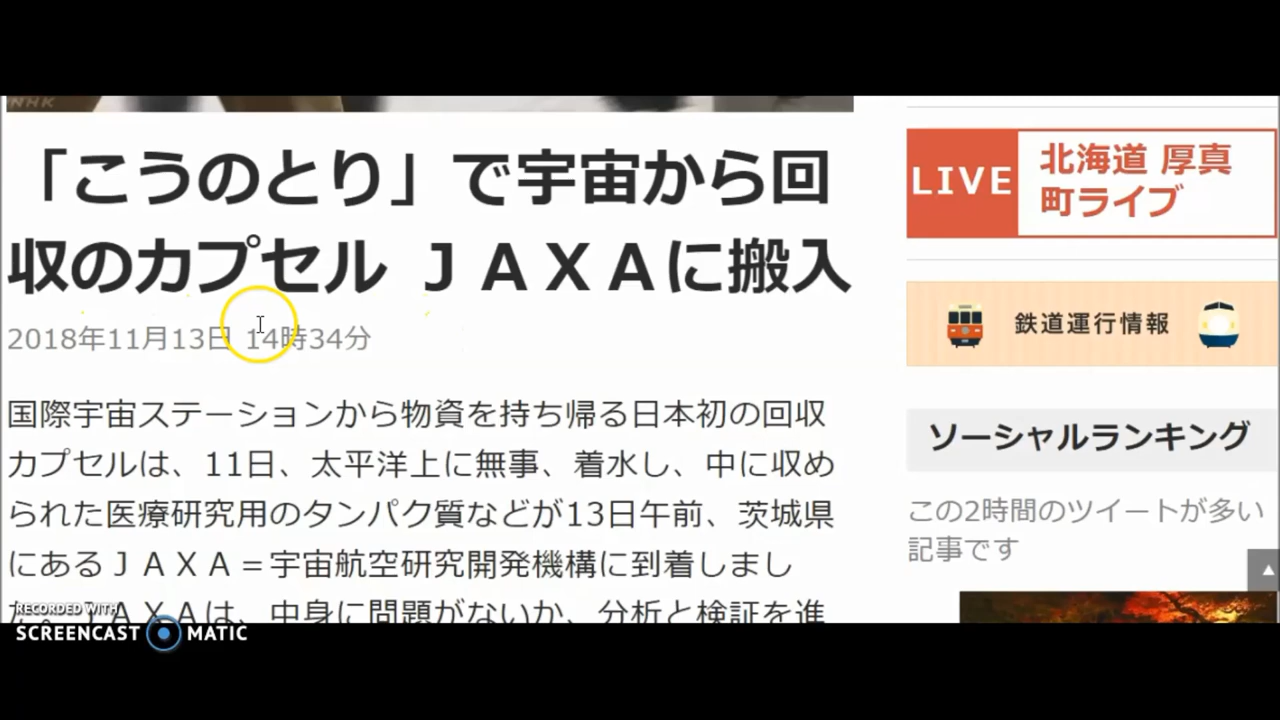 NHK
「こうのとり」で宇宙から回
収のカプセル ＪＡＸＡに搬入
2018年11月13日 14時34分
国際宇宙ステーションから物資を持ち帰る日本初の回収
カプセルは、11日、太平洋上に無事、着水し、中に収め
られた医療研究用のタンパク質などが13日午前、茨城県
にあるＪＡＸＡ＝宇宙航空研究開発機構に到着しまし
た。ＪＡＸＡは、中身に問題がないか、分析と検証を進
LIVE
北海道 厚真
町ライブ
鉄道運行情報
ソーシャルランキング
この2時間のツイートが多い
記事です
RECORDED WITH
SCREENCAST MATIC